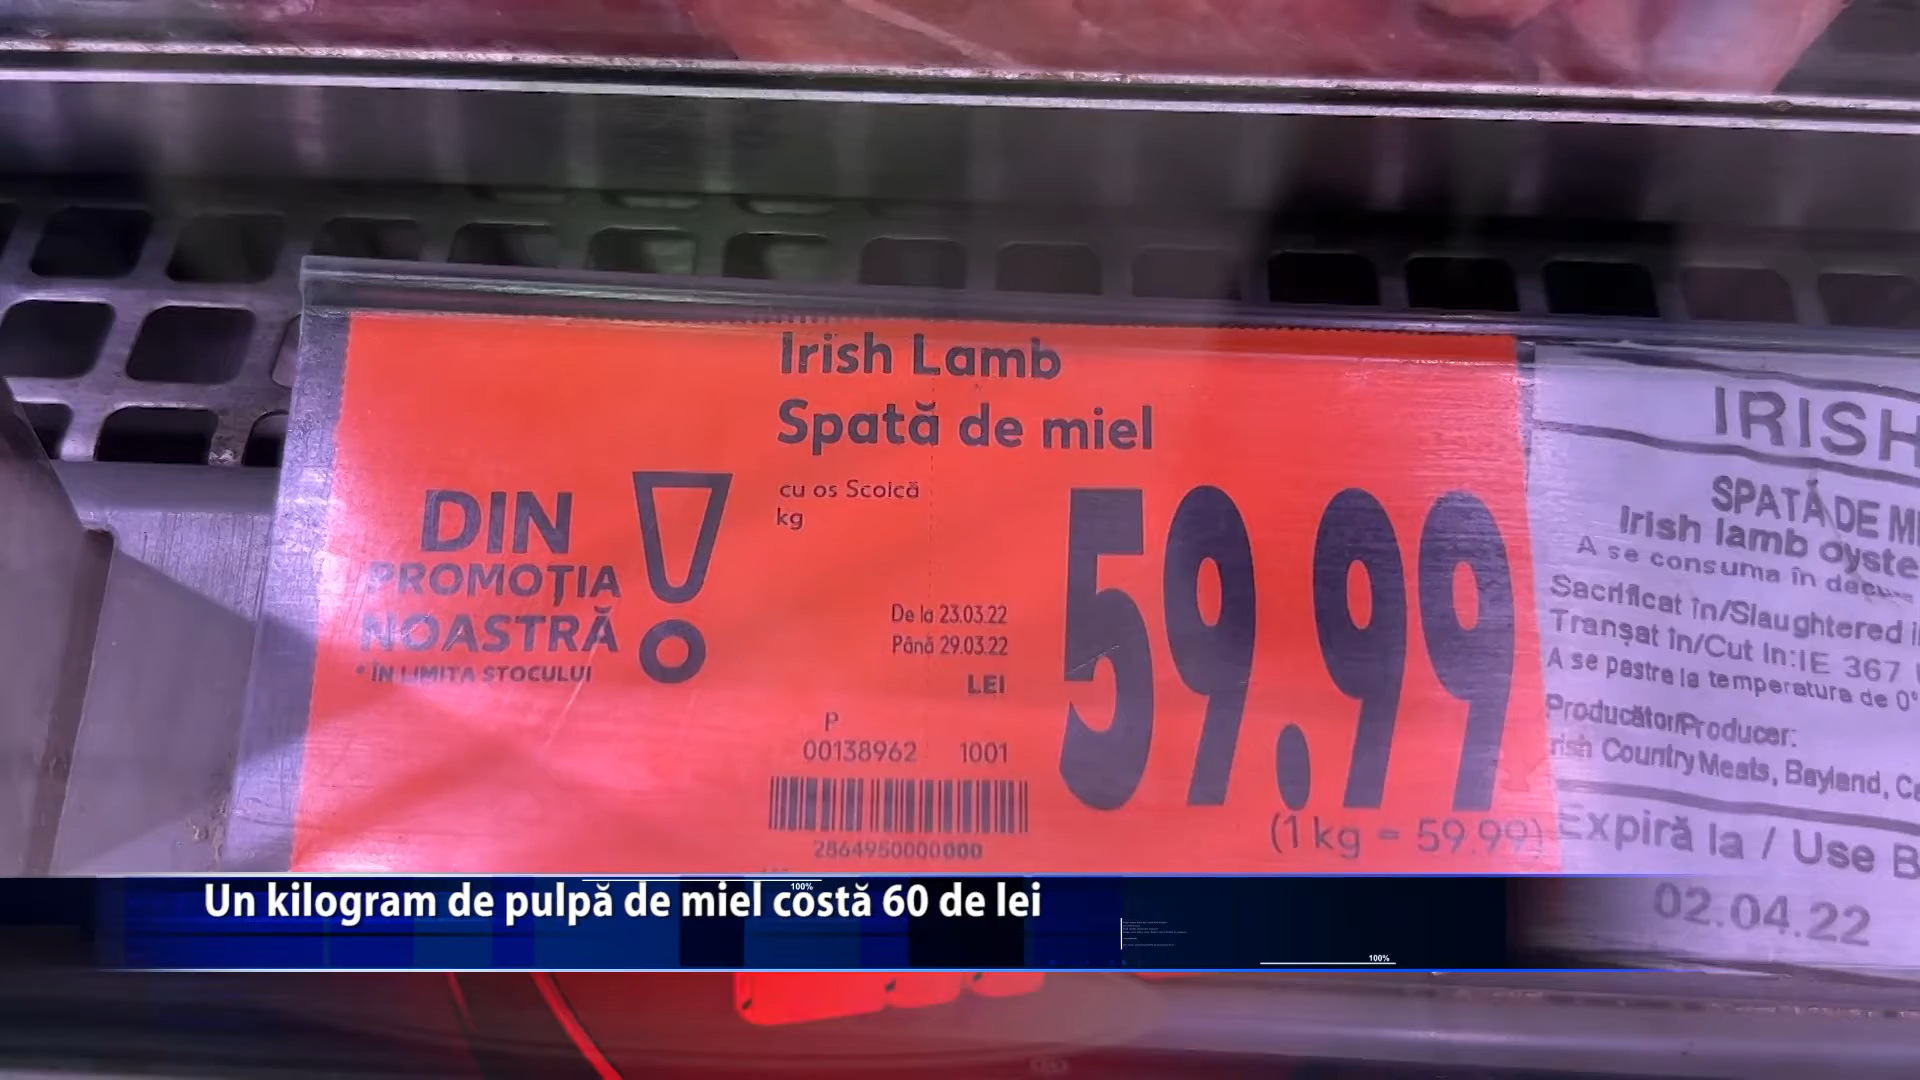 Irish Lamb
Spată de miel
cu os Scoică
kg
DIN
PROMOȚIA
NOASTRĂ
* ÎN LIMITA STOCULUI
!
59.99
De la 23.03.22
Până 29.03.22
LEI
P
00138962 1001
2864950000000
(1 kg = 59.99)
IRISH
SPATĂ DE
Irish lamb
A se consuma în
Sacrificat în/Slaughtered
Tranșat în/Cut In:IE 367
A se pastre la temperatura de 0°
Producător/Producer:
Country Meats, Bayland,
Expiră la / Use
02.04.22
Un kilogram de pulpă de miel costă 60 de lei
100%
100%